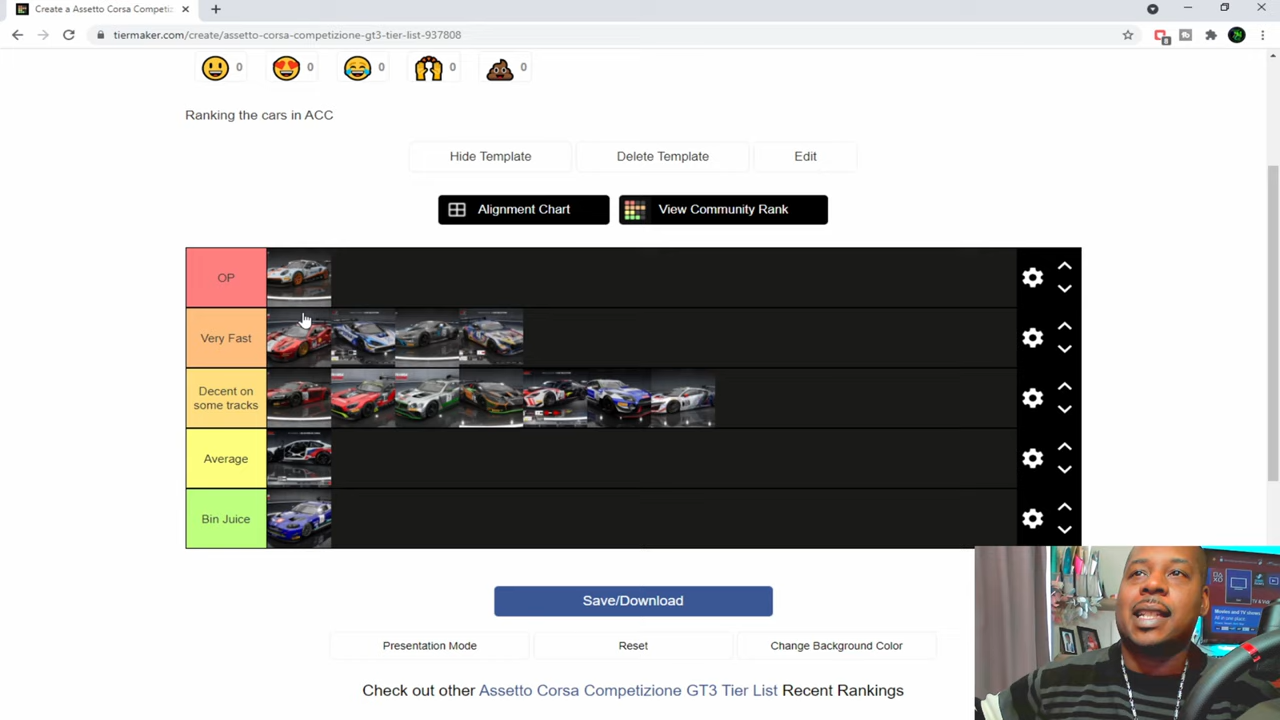 Create a Assetto Corsa Competiz
tiermaker.com/create/assetto-corsa-competizione-gt3-tier-list-937808
0 0 0 0 0
Ranking the cars in ACC
Hide Template Delete Template Edit
Alignment Chart View Community Rank
OP
Very Fast
Decent on
some tracks
Average
Bin Juice
Save/Download
Presentation Mode Reset Change Background Color
Check out other Assetto Corsa Competizione GT3 Tier List Recent Rankings